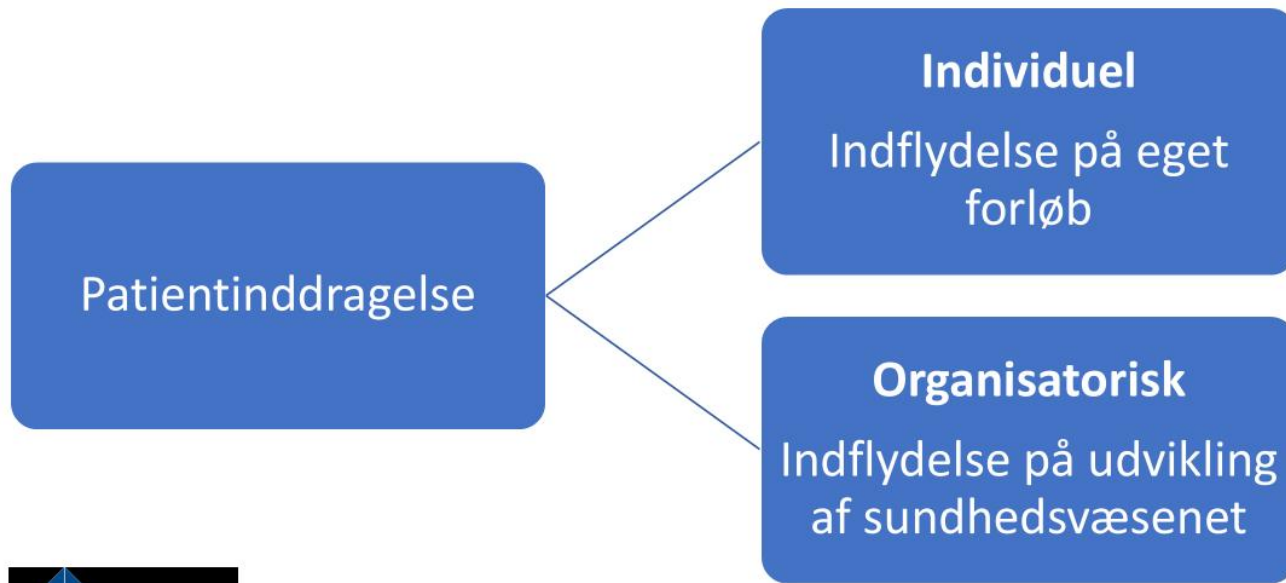 Patientinddragelse
Individuel
Indflydelse på eget
forløb
Organisatorisk
Indflydelse på udvikling
af sundhedsvæsenet